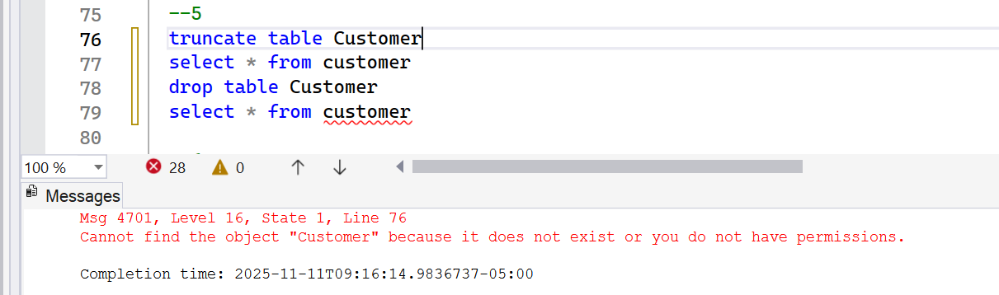 75 --5
76 truncate table Customer
77 select * from customer
78 drop table Customer
79 select * from customer
80
100 % 28 0
Messages
Msg 4701, Level 16, State 1, Line 76
Cannot find the object "Customer" because it does not exist or you do not have permissions.
Completion time: 2025-11-11T09:16:14.9836737-05:00